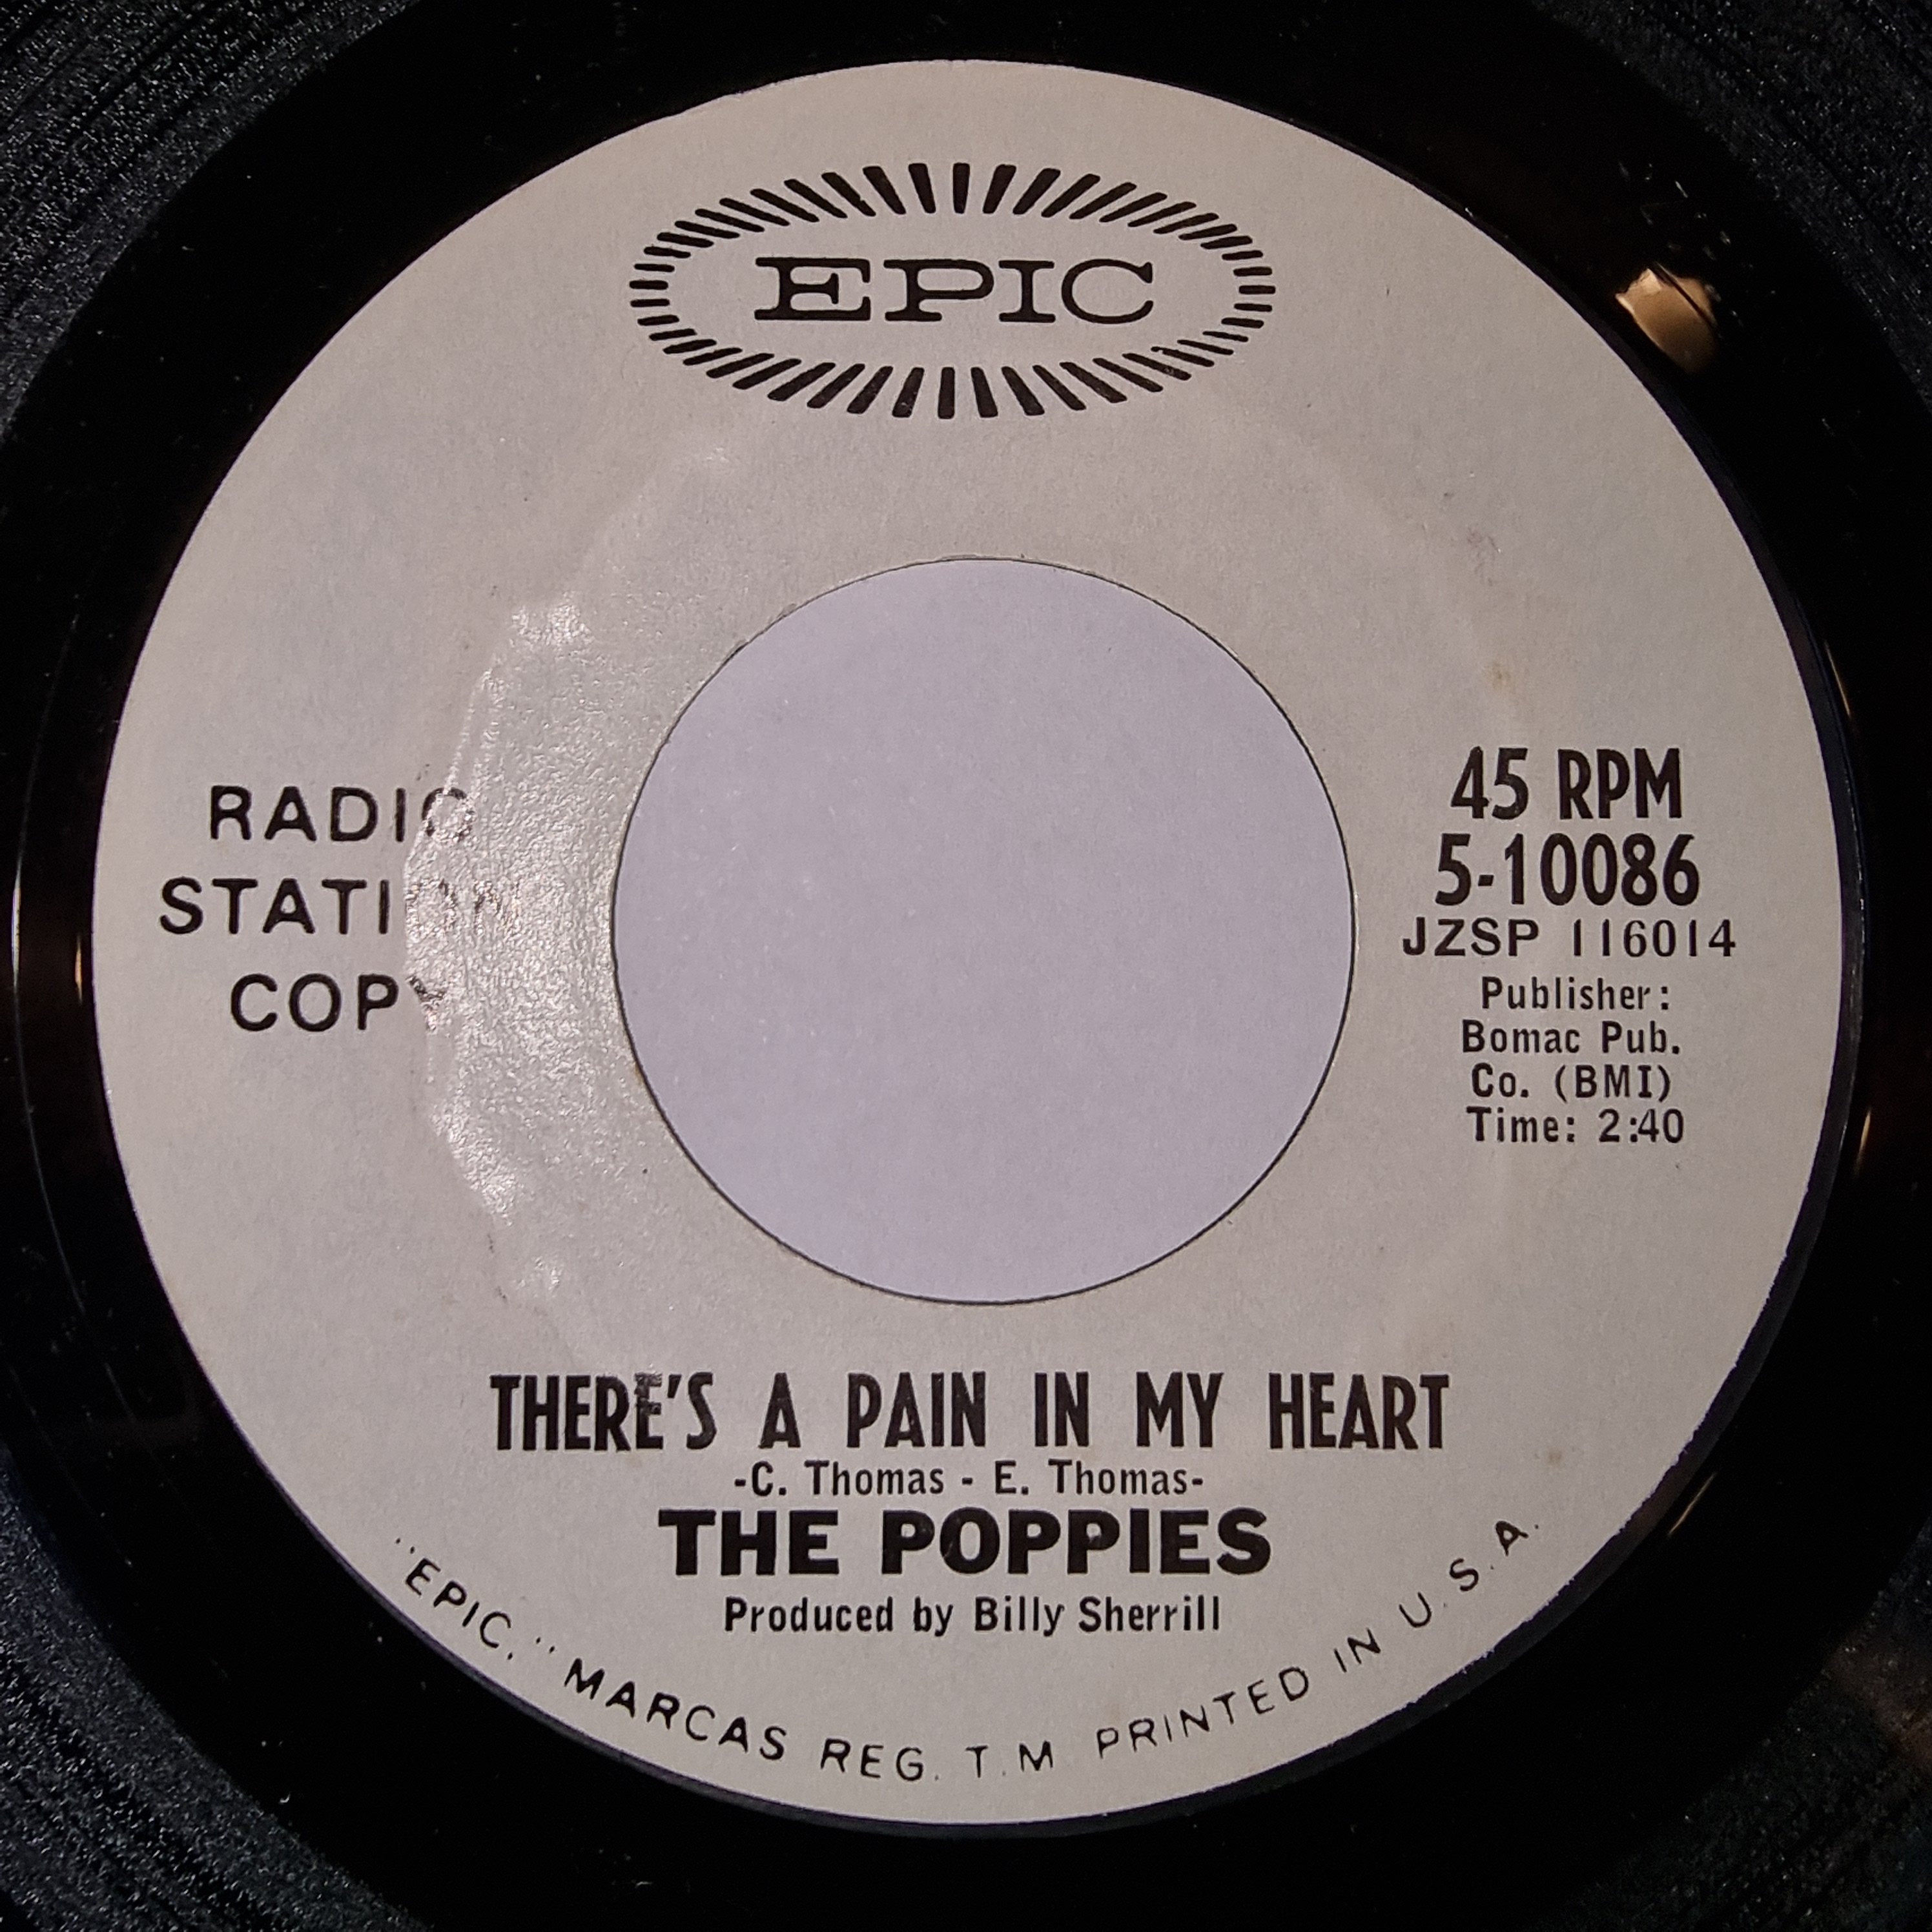 EPIC
RADIO
STATION
COPY
45 RPM
5-10086
JZSP 116014
Publisher:
Bomac Pub.
Co. (BMI)
Time: 2:40
THERE'S A PAIN IN MY HEART
-C. Thomas - E. Thomas-
THE POPPIES
Produced by Billy Sherrill
"EPIC," MARCAS REG. T.M PRINTED IN U.S.A.